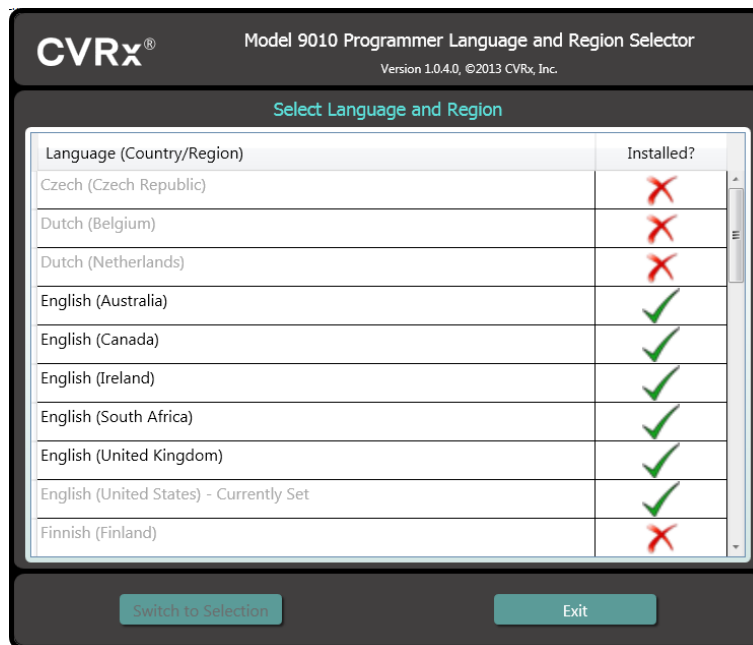 CVRx®
Model 9010 Programmer Language and Region Selector
Version 1.0.4.0, ©2013 CVRx, Inc.
Select Language and Region
Language (Country/Region) Installed?
Czech (Czech Republic)
Dutch (Belgium)
Dutch (Netherlands)
English (Australia)
English (Canada)
English (Ireland)
English (South Africa)
English (United Kingdom)
English (United States) - Currently Set
Finnish (Finland)
Switch to Selection Exit